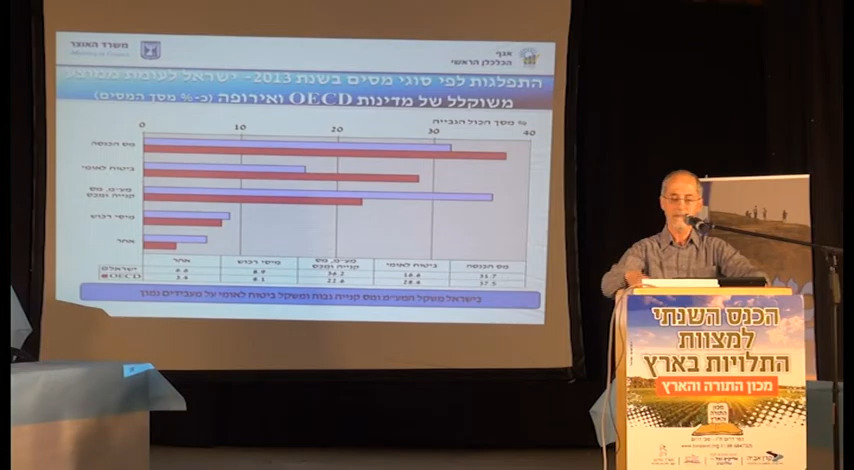 משרד האוצר
אגף
הכלכלן הראשי
התפלגות לפי סוגי מסים בשנת 2013- ישראל לעומת ממוצע
משוקלל של מדינות OECD ואירופה (כ-% מסך המסים)
% מסך הכול הגבייה
0 10 20 30 40
מס הכנסה
ביטוח לאומי
מע"מ, מס
קנייה ומכס
מיסי רכוש
אחר
אחר מיסי רכוש מע"מ, מס קנייה ומכס ביטוח לאומי מס הכנסה
ישראל 6.6 8.9 36.2 16.6 31.7
OECD 3.4 8.1 22.6 28.6 37.5
בישראל משקל המע"מ ומס קנייה גבוה ומשקל ביטוח לאומי על מעבידים נמוך
הכנס השנתי
למצוות
התלויות בארץ
מכון התורה והארץ
מכון
התורה
והארץ